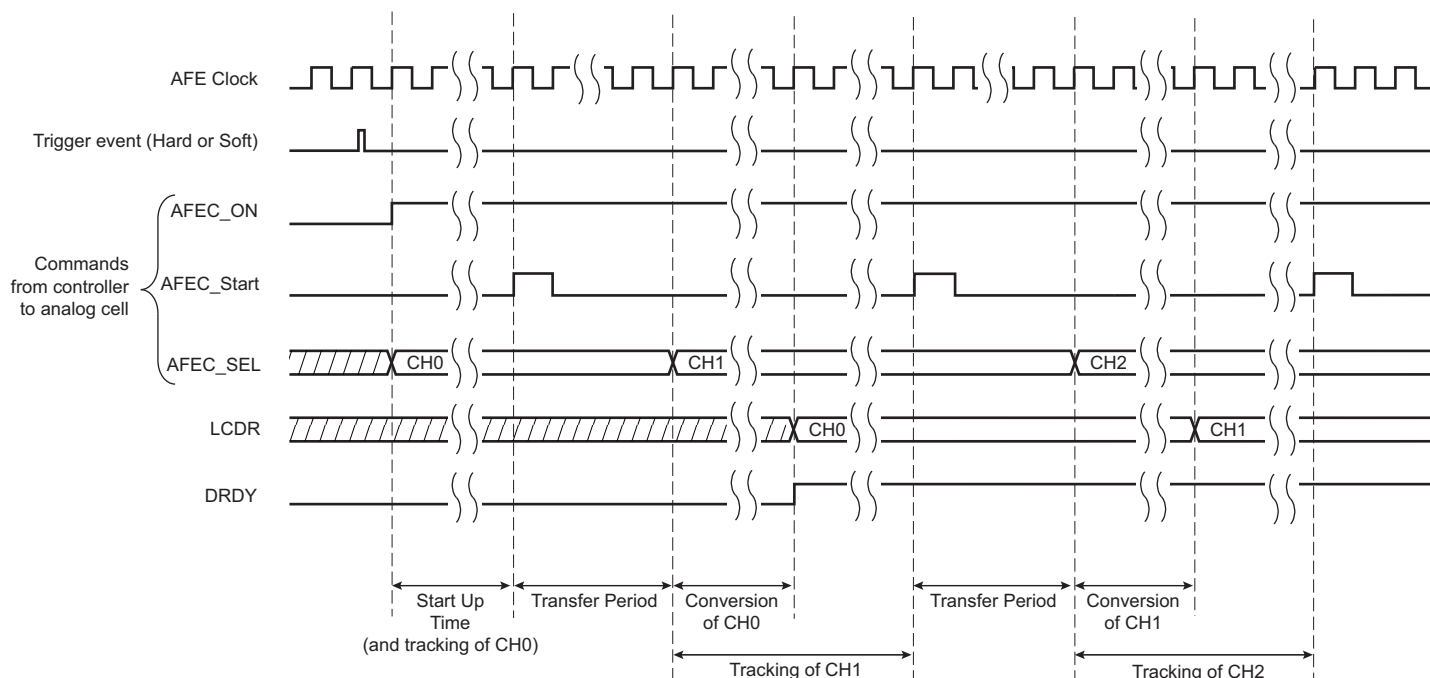 AFE Clock
Trigger event (Hard or Soft)
AFEC_ON
Commands
from controller
to analog cell
AFEC_Start
AFEC_SEL
CH0
CH1
CH2
LCDR
CH0
CH1
DRDY
Start Up
Time
(and tracking of CH0)
Transfer Period
Conversion
of CH0
Transfer Period
Conversion
of CH1
Tracking of CH1
Tracking of CH2